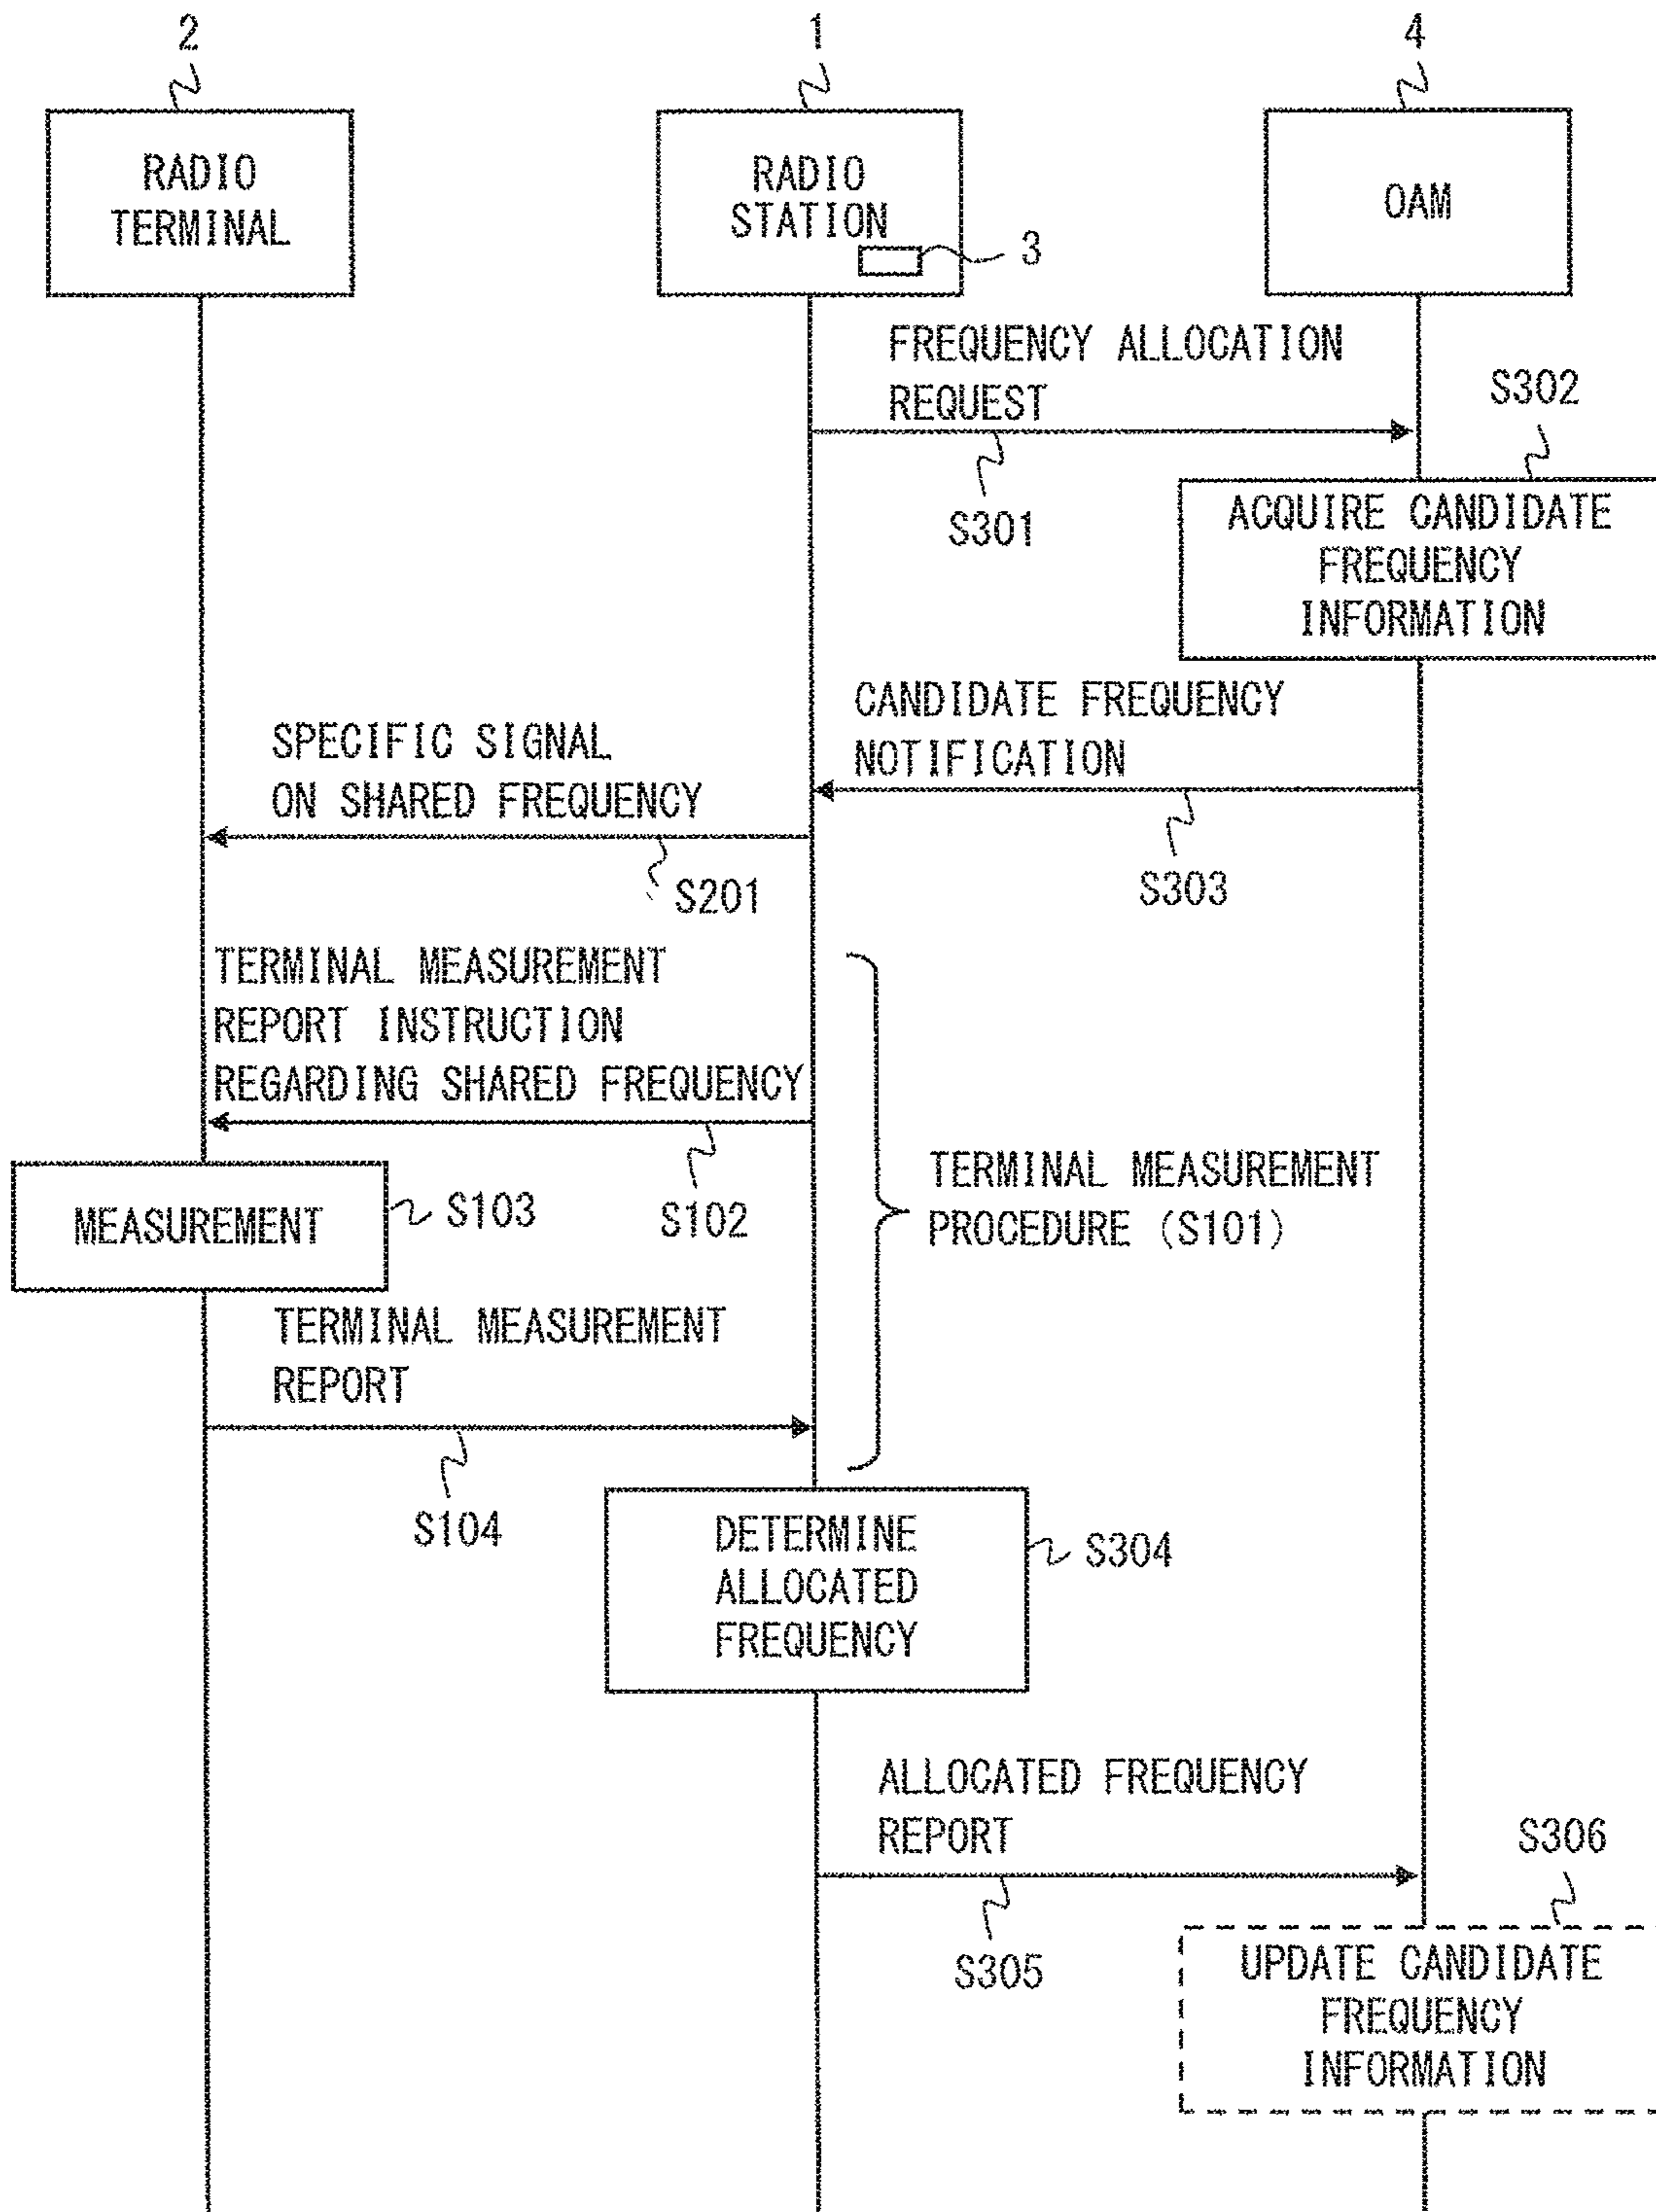 2
1
4
RADIO
TERMINAL
RADIO
STATION
3
OAM
FREQUENCY ALLOCATION
REQUEST
S301
S302
ACQUIRE CANDIDATE
FREQUENCY
INFORMATION
CANDIDATE FREQUENCY
NOTIFICATION
S303
SPECIFIC SIGNAL
ON SHARED FREQUENCY
S201
TERMINAL MEASUREMENT
REPORT INSTRUCTION
REGARDING SHARED FREQUENCY
S102
TERMINAL MEASUREMENT
PROCEDURE (S101)
MEASUREMENT
S103
TERMINAL MEASUREMENT
REPORT
S104
DETERMINE
ALLOCATED
FREQUENCY
S304
ALLOCATED FREQUENCY
REPORT
S305
S306
UPDATE CANDIDATE
FREQUENCY
INFORMATION